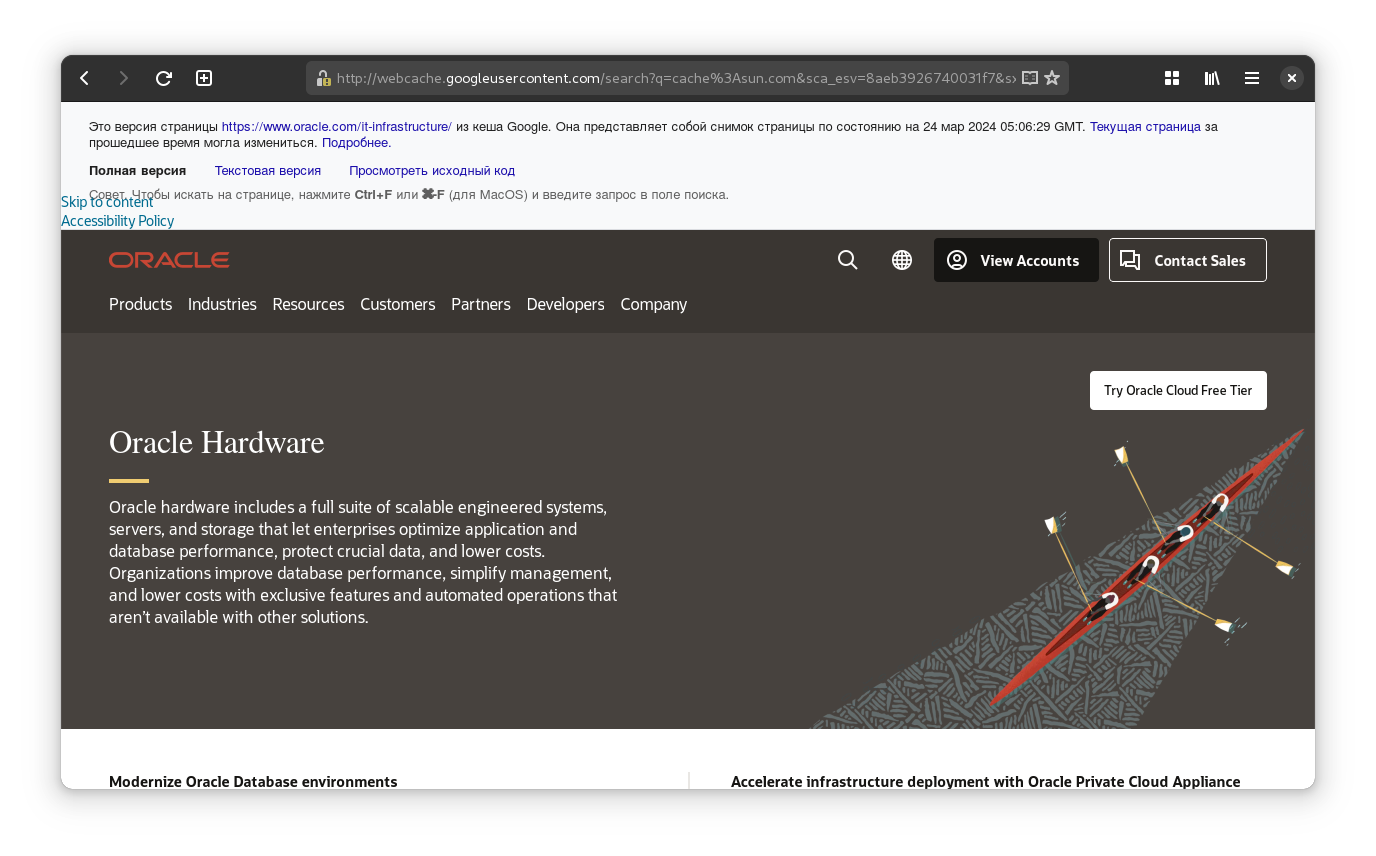 http://webcache.googleusercontent.com/search?q=cache%3Asun.com&sca_esv=8aeb3926740031f7&s
Это версия страницы https://www.oracle.com/it-infrastructure/ из кеша Google. Она представляет собой снимок страницы по состоянию на 24 мар 2024 05:06:29 GMT. Текущая страница за
прошедшее время могла измениться. Подробнее.
Полная версия Текстовая версия Просмотреть исходный код
Совет. Чтобы искать на странице, нажмите Ctrl+F или ⌘-F (для MacOS) и введите запрос в поле поиска.
Skip to content
Accessibility Policy
ORACLE View Accounts Contact Sales
Products Industries Resources Customers Partners Developers Company
Try Oracle Cloud Free Tier
Oracle Hardware
Oracle hardware includes a full suite of scalable engineered systems,
servers, and storage that let enterprises optimize application and
database performance, protect crucial data, and lower costs.
Organizations improve database performance, simplify management,
and lower costs with exclusive features and automated operations that
aren’t available with other solutions.
Modernize Oracle Database environments Accelerate infrastructure deployment with Oracle Private Cloud Appliance